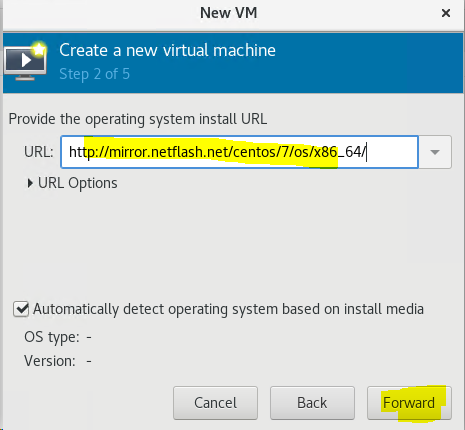 New VM
Create a new virtual machine
Step 2 of 5
Provide the operating system install URL
URL: http://mirror.netflash.net/centos/7/os/x86_64/
URL Options
Automatically detect operating system based on install media
OS type: -
Version: -
Cancel Back Forward